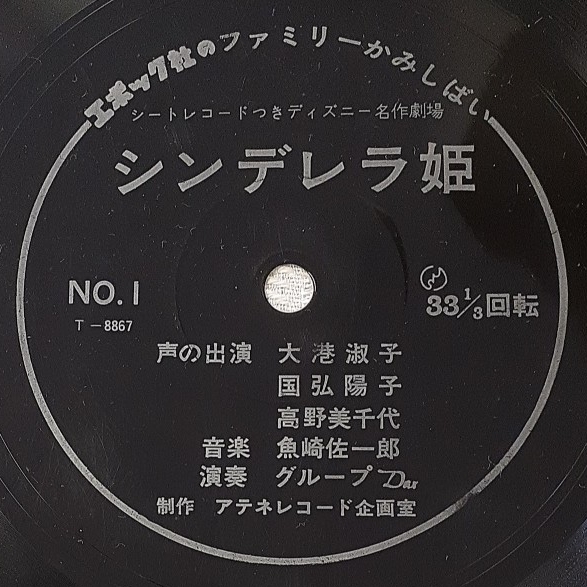 エポック社のファミリーかみしばい
シートレコードつきディズニー名作劇場
シンデレラ姫
NO.1
T-8867
33 1/3回転
声の出演 大港淑子
国弘陽子
高野美千代
音楽 魚崎佐一郎
演奏 グループDax
制作 アテネレコード企画室